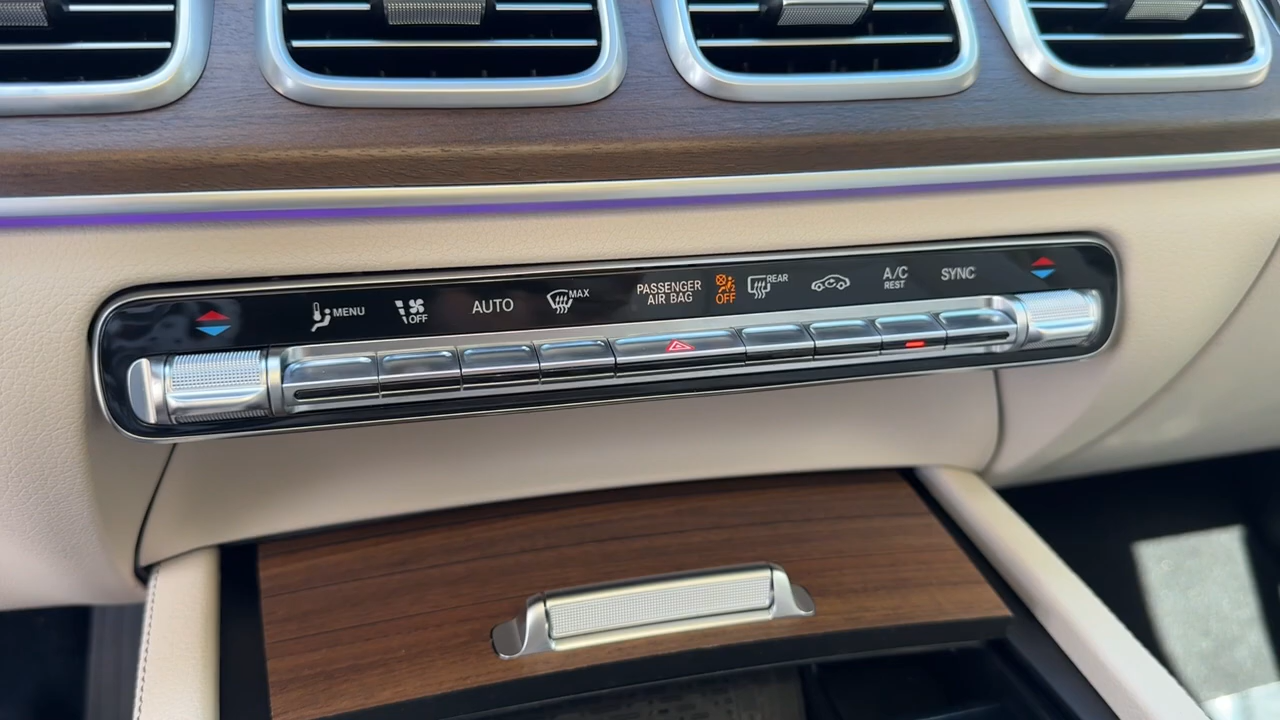 MENU
OFF
AUTO
MAX
PASSENGER
AIR BAG
OFF
REAR
A/C
REST
SYNC